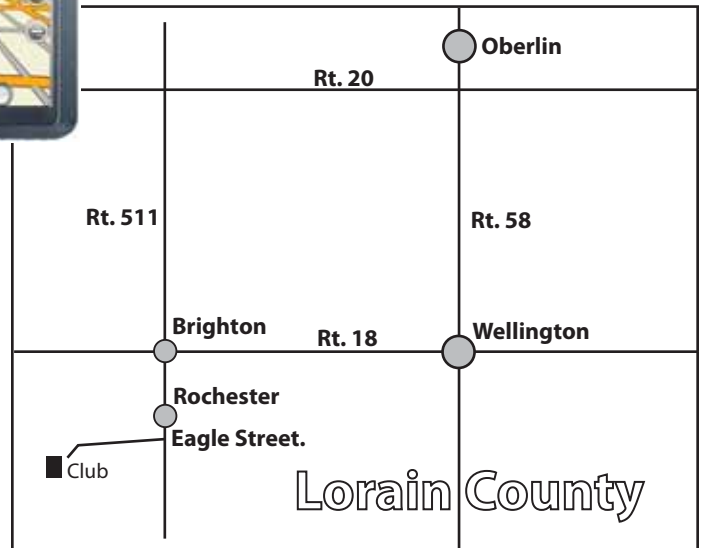 Oberlin
Rt. 20
Rt. 511
Rt. 58
Brighton
Rt. 18
Wellington
Rochester
Eagle Street.
Club
Lorain County